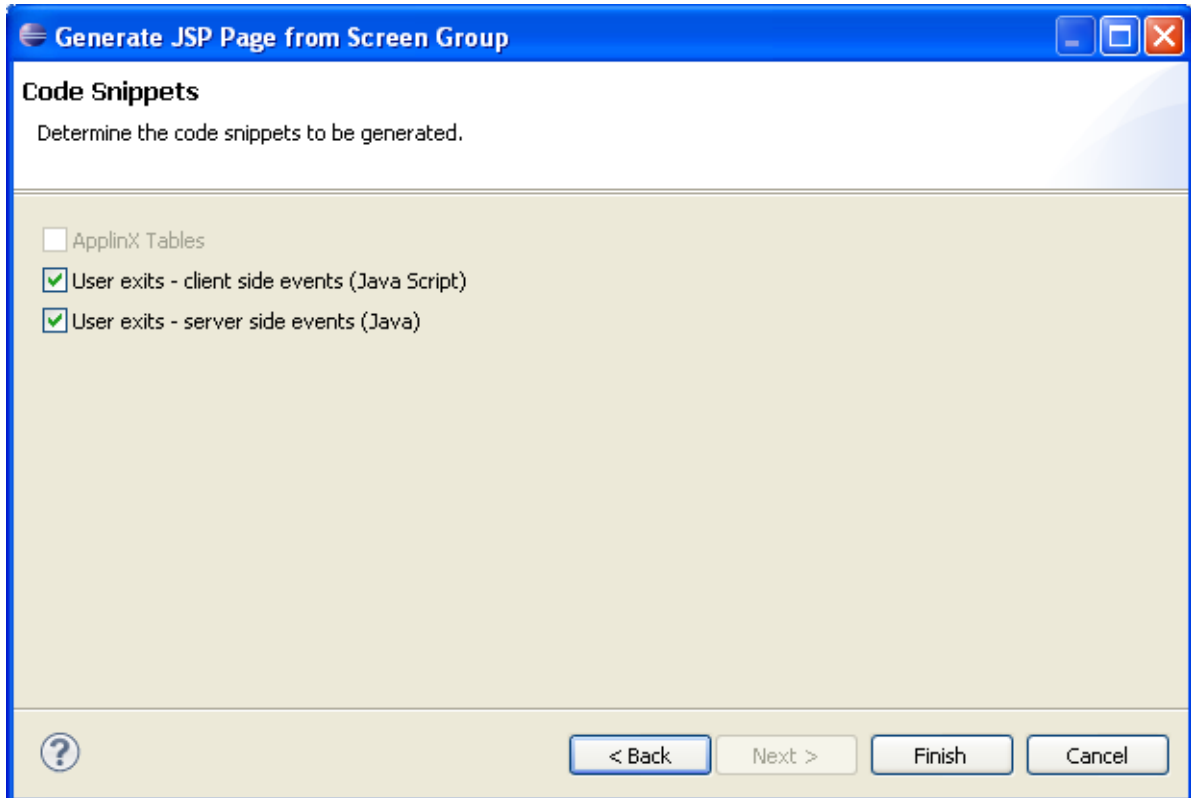 Generate JSP Page from Screen Group
Code Snippets
Determine the code snippets to be generated.
ApplinX Tables
User exits - client side events (Java Script)
User exits - server side events (Java)
?
< Back
Next >
Finish
Cancel